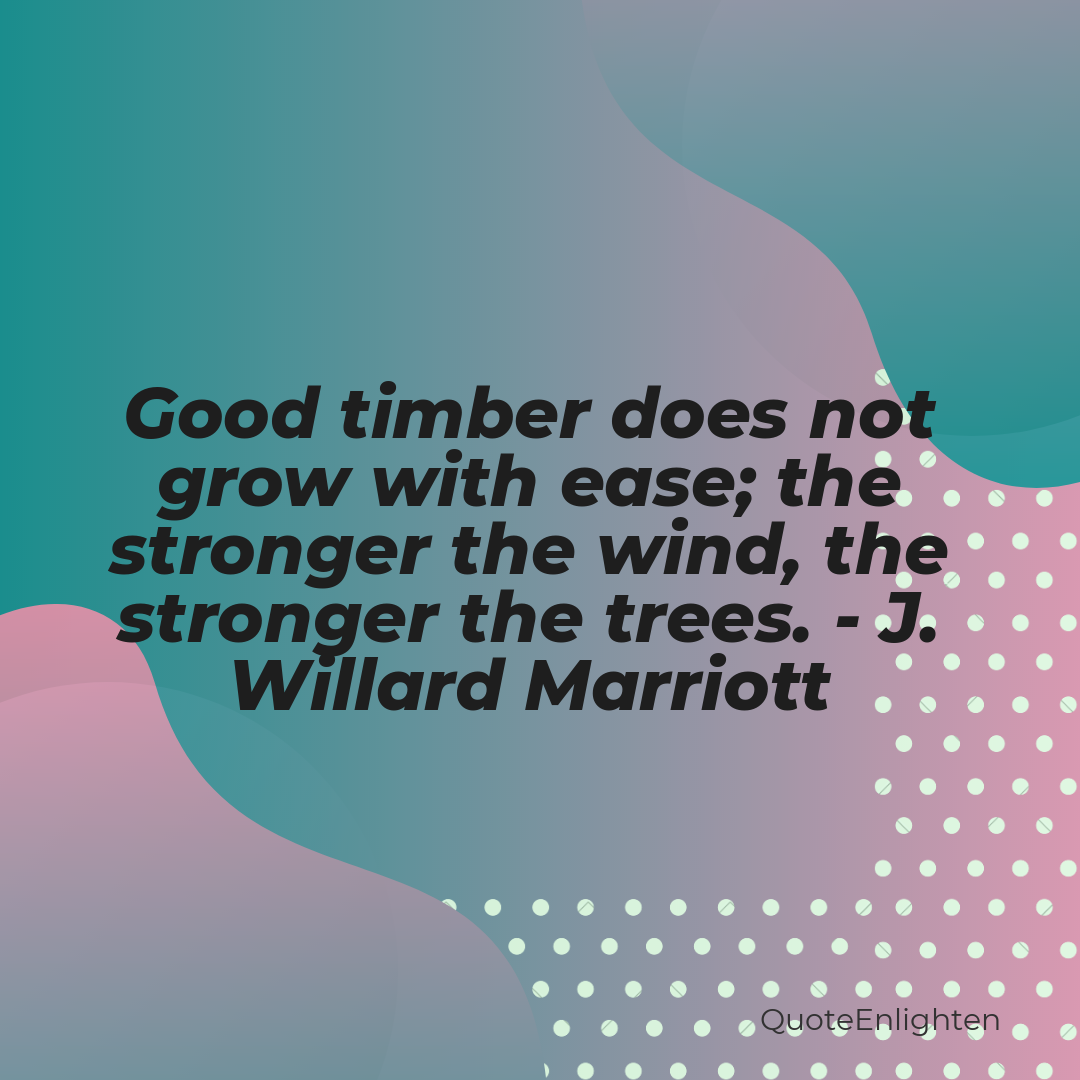 Good timber does not
grow with ease; the
stronger the wind, the
stronger the trees. - J.
Willard Marriott
QuoteEnlighten